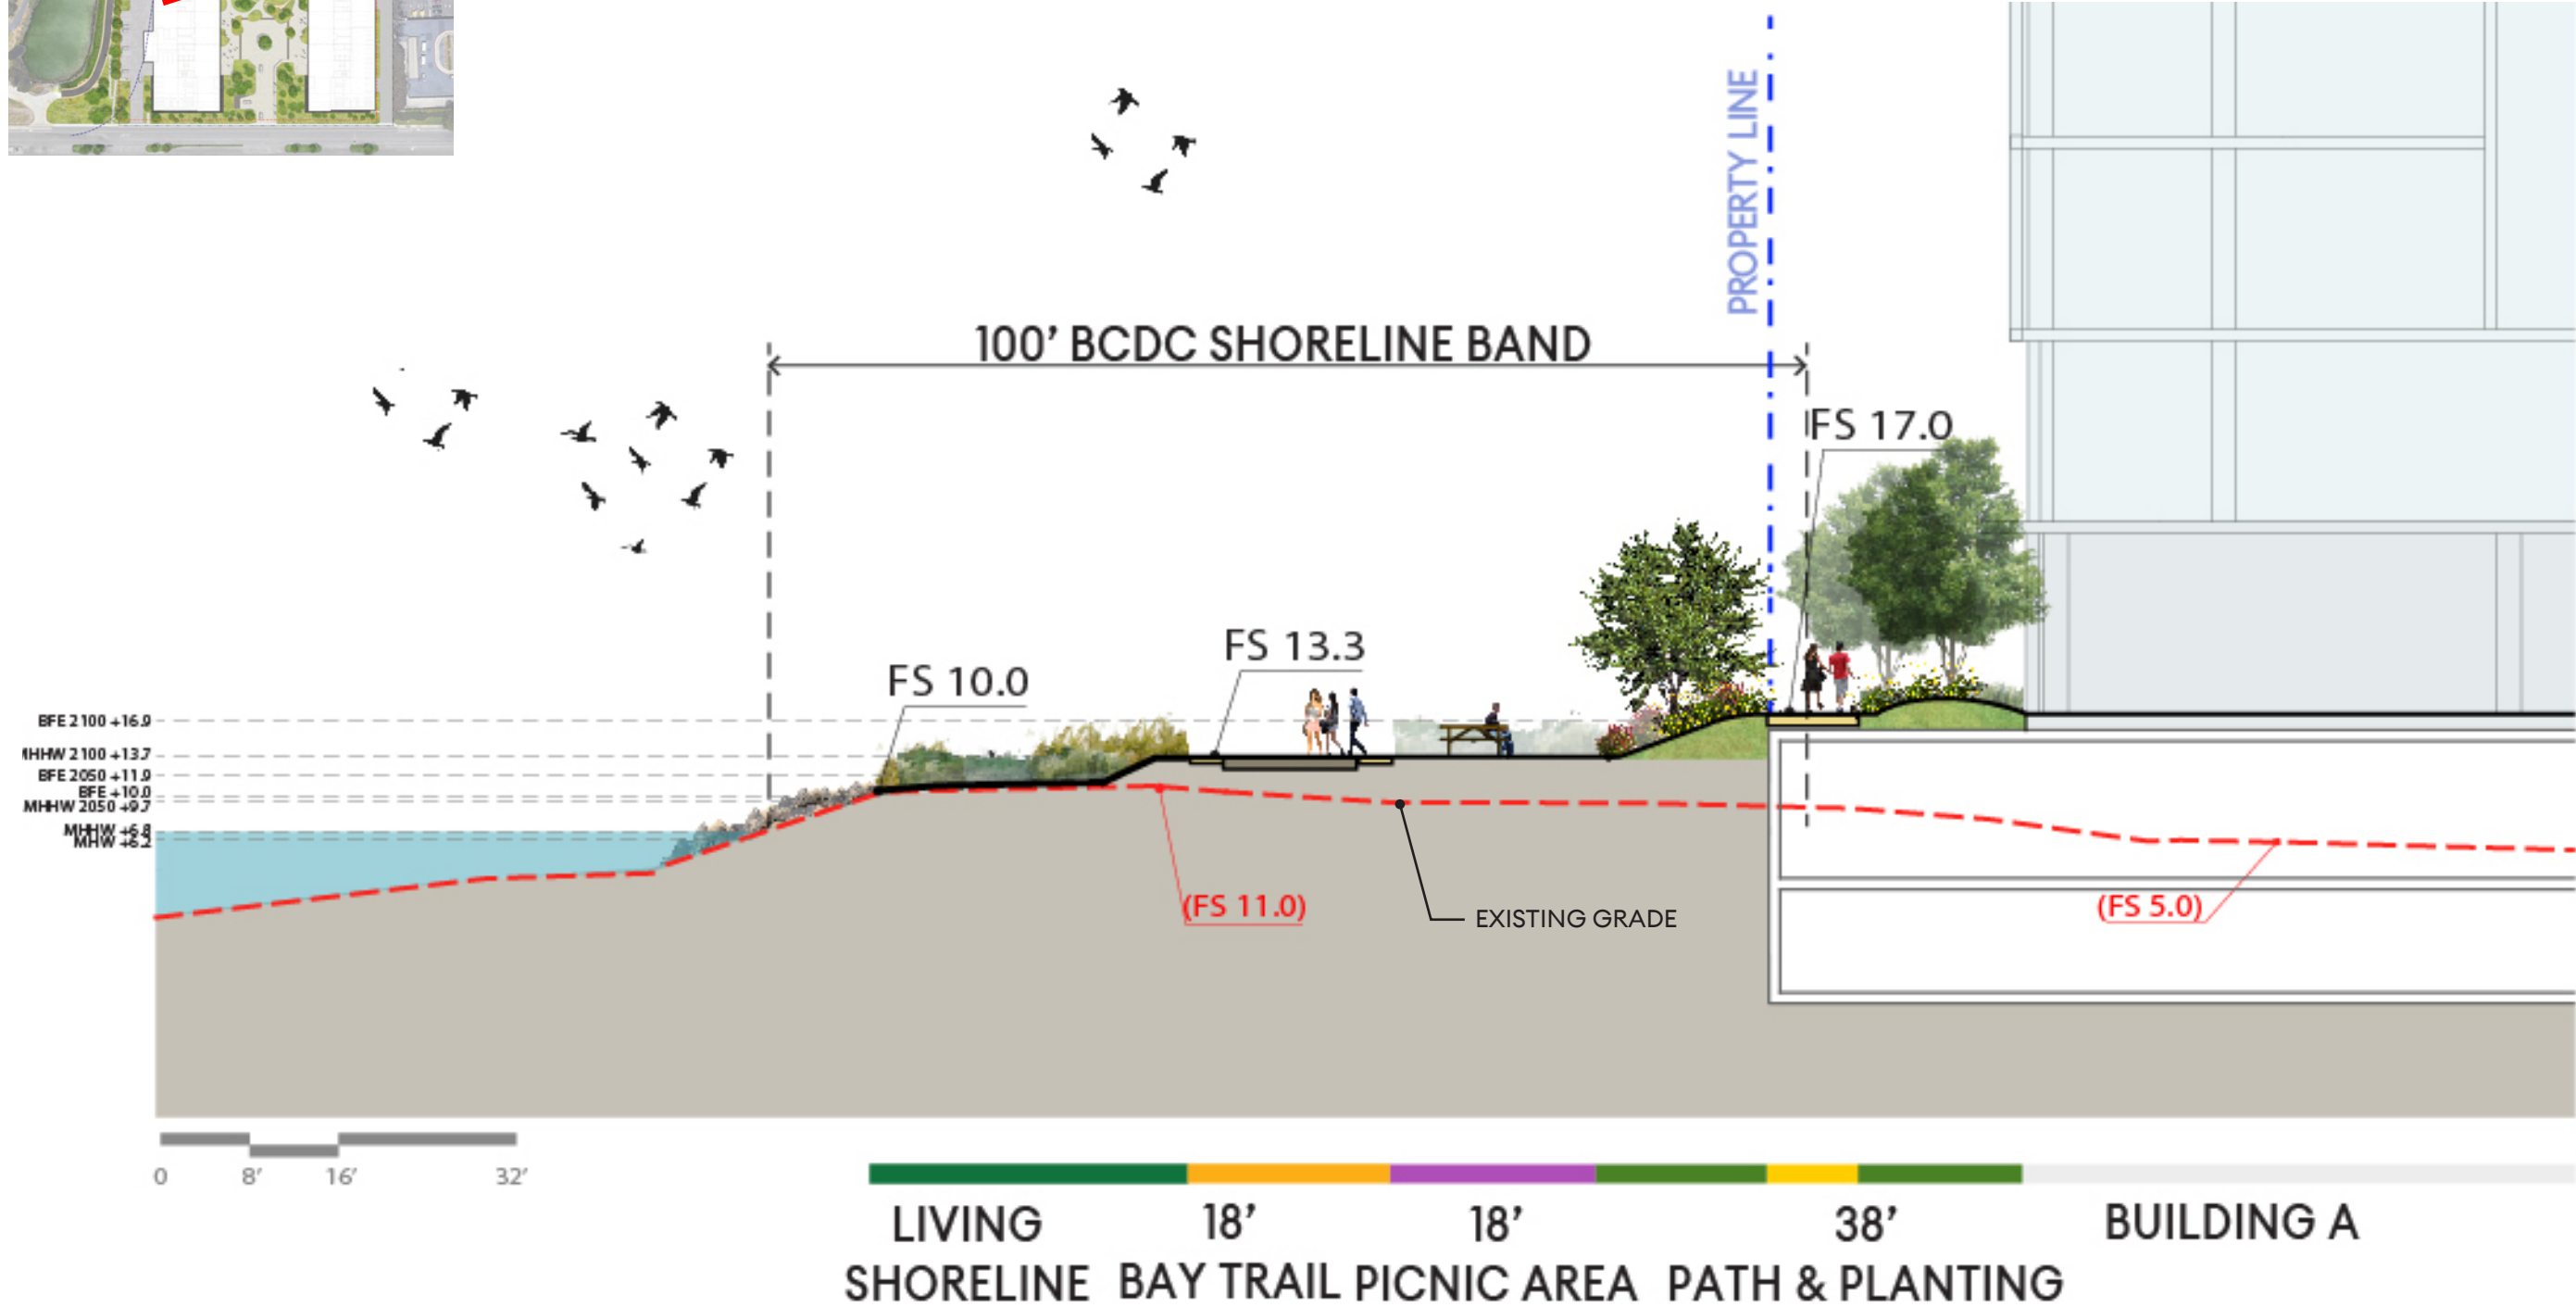 PROPERTY LINE
100’ BCDC SHORELINE BAND
FS 17.0
FS 13.3
FS 10.0
BFE 2100 +16.9
MHHW 2100 +13.7
BFE 2050 +11.9
BFE +10.0
MHHW 2050 +9.7
MHHW +6.8
MHW +6.2
(FS 11.0)
EXISTING GRADE
(FS 5.0)
0 8’ 16’ 32’
LIVING SHORELINE
18’ BAY TRAIL
18’ PICNIC AREA
38’ PATH & PLANTING
BUILDING A